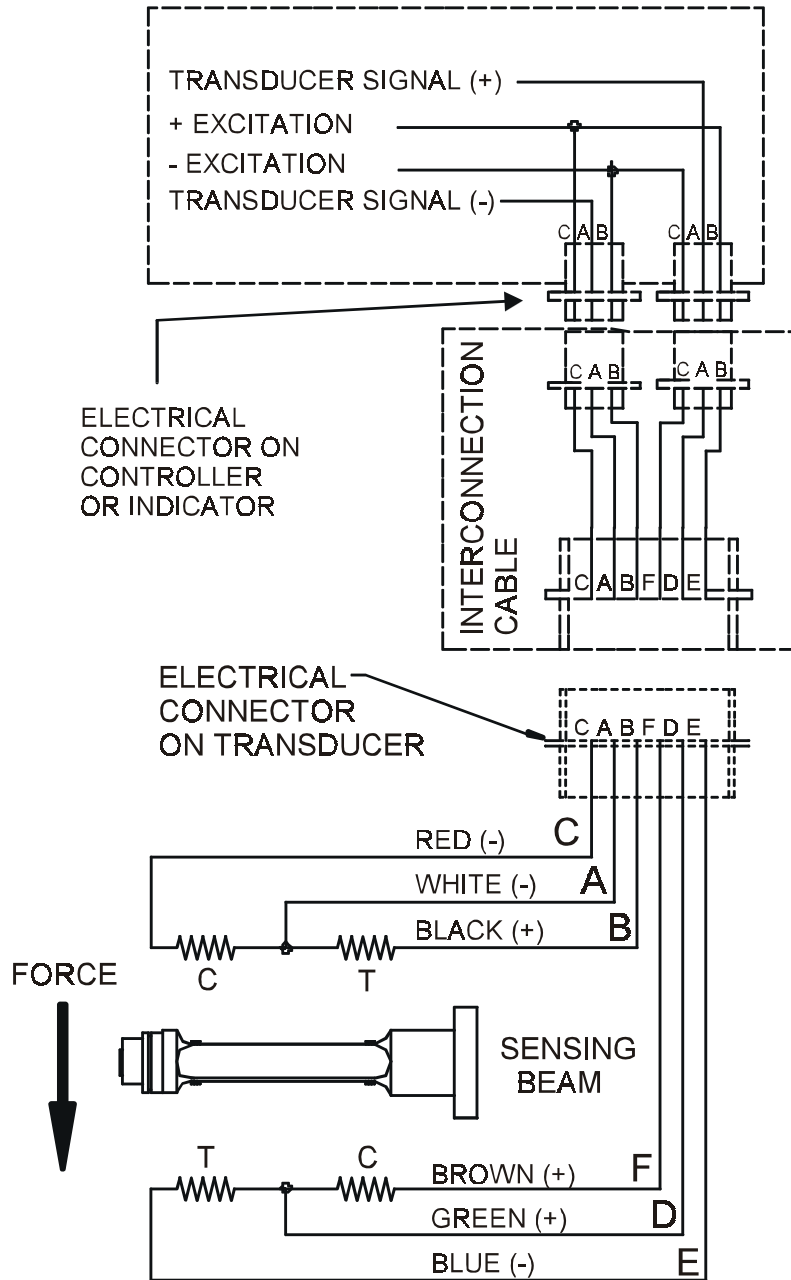 TRANSDUCER SIGNAL (+)
+ EXCITATION
- EXCITATION
TRANSDUCER SIGNAL (-)
C A B
C A B
C A B
C A B
ELECTRICAL
CONNECTOR ON
CONTROLLER
OR INDICATOR
INTERCONNECTION
CABLE
C A B F D E
ELECTRICAL
CONNECTOR
ON TRANSDUCER
C A B F D E
RED (-)
C
WHITE (-)
A
BLACK (+)
B
C
T
FORCE
SENSING
BEAM
T
C
BROWN (+)
F
GREEN (+)
D
BLUE (-)
E